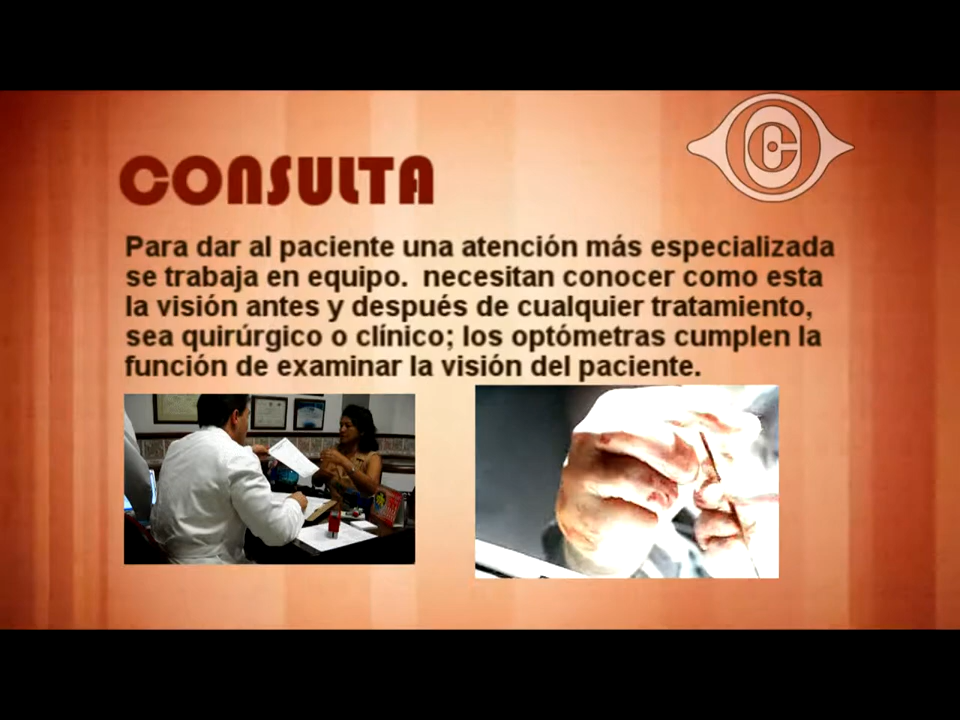 CONSULTA
Para dar al paciente una atención más especializada
se trabaja en equipo.  necesitan conocer como esta
la visión antes y después de cualquier tratamiento,
sea quirúrgico o clínico; los optómetras cumplen la
función de examinar la visión del paciente.